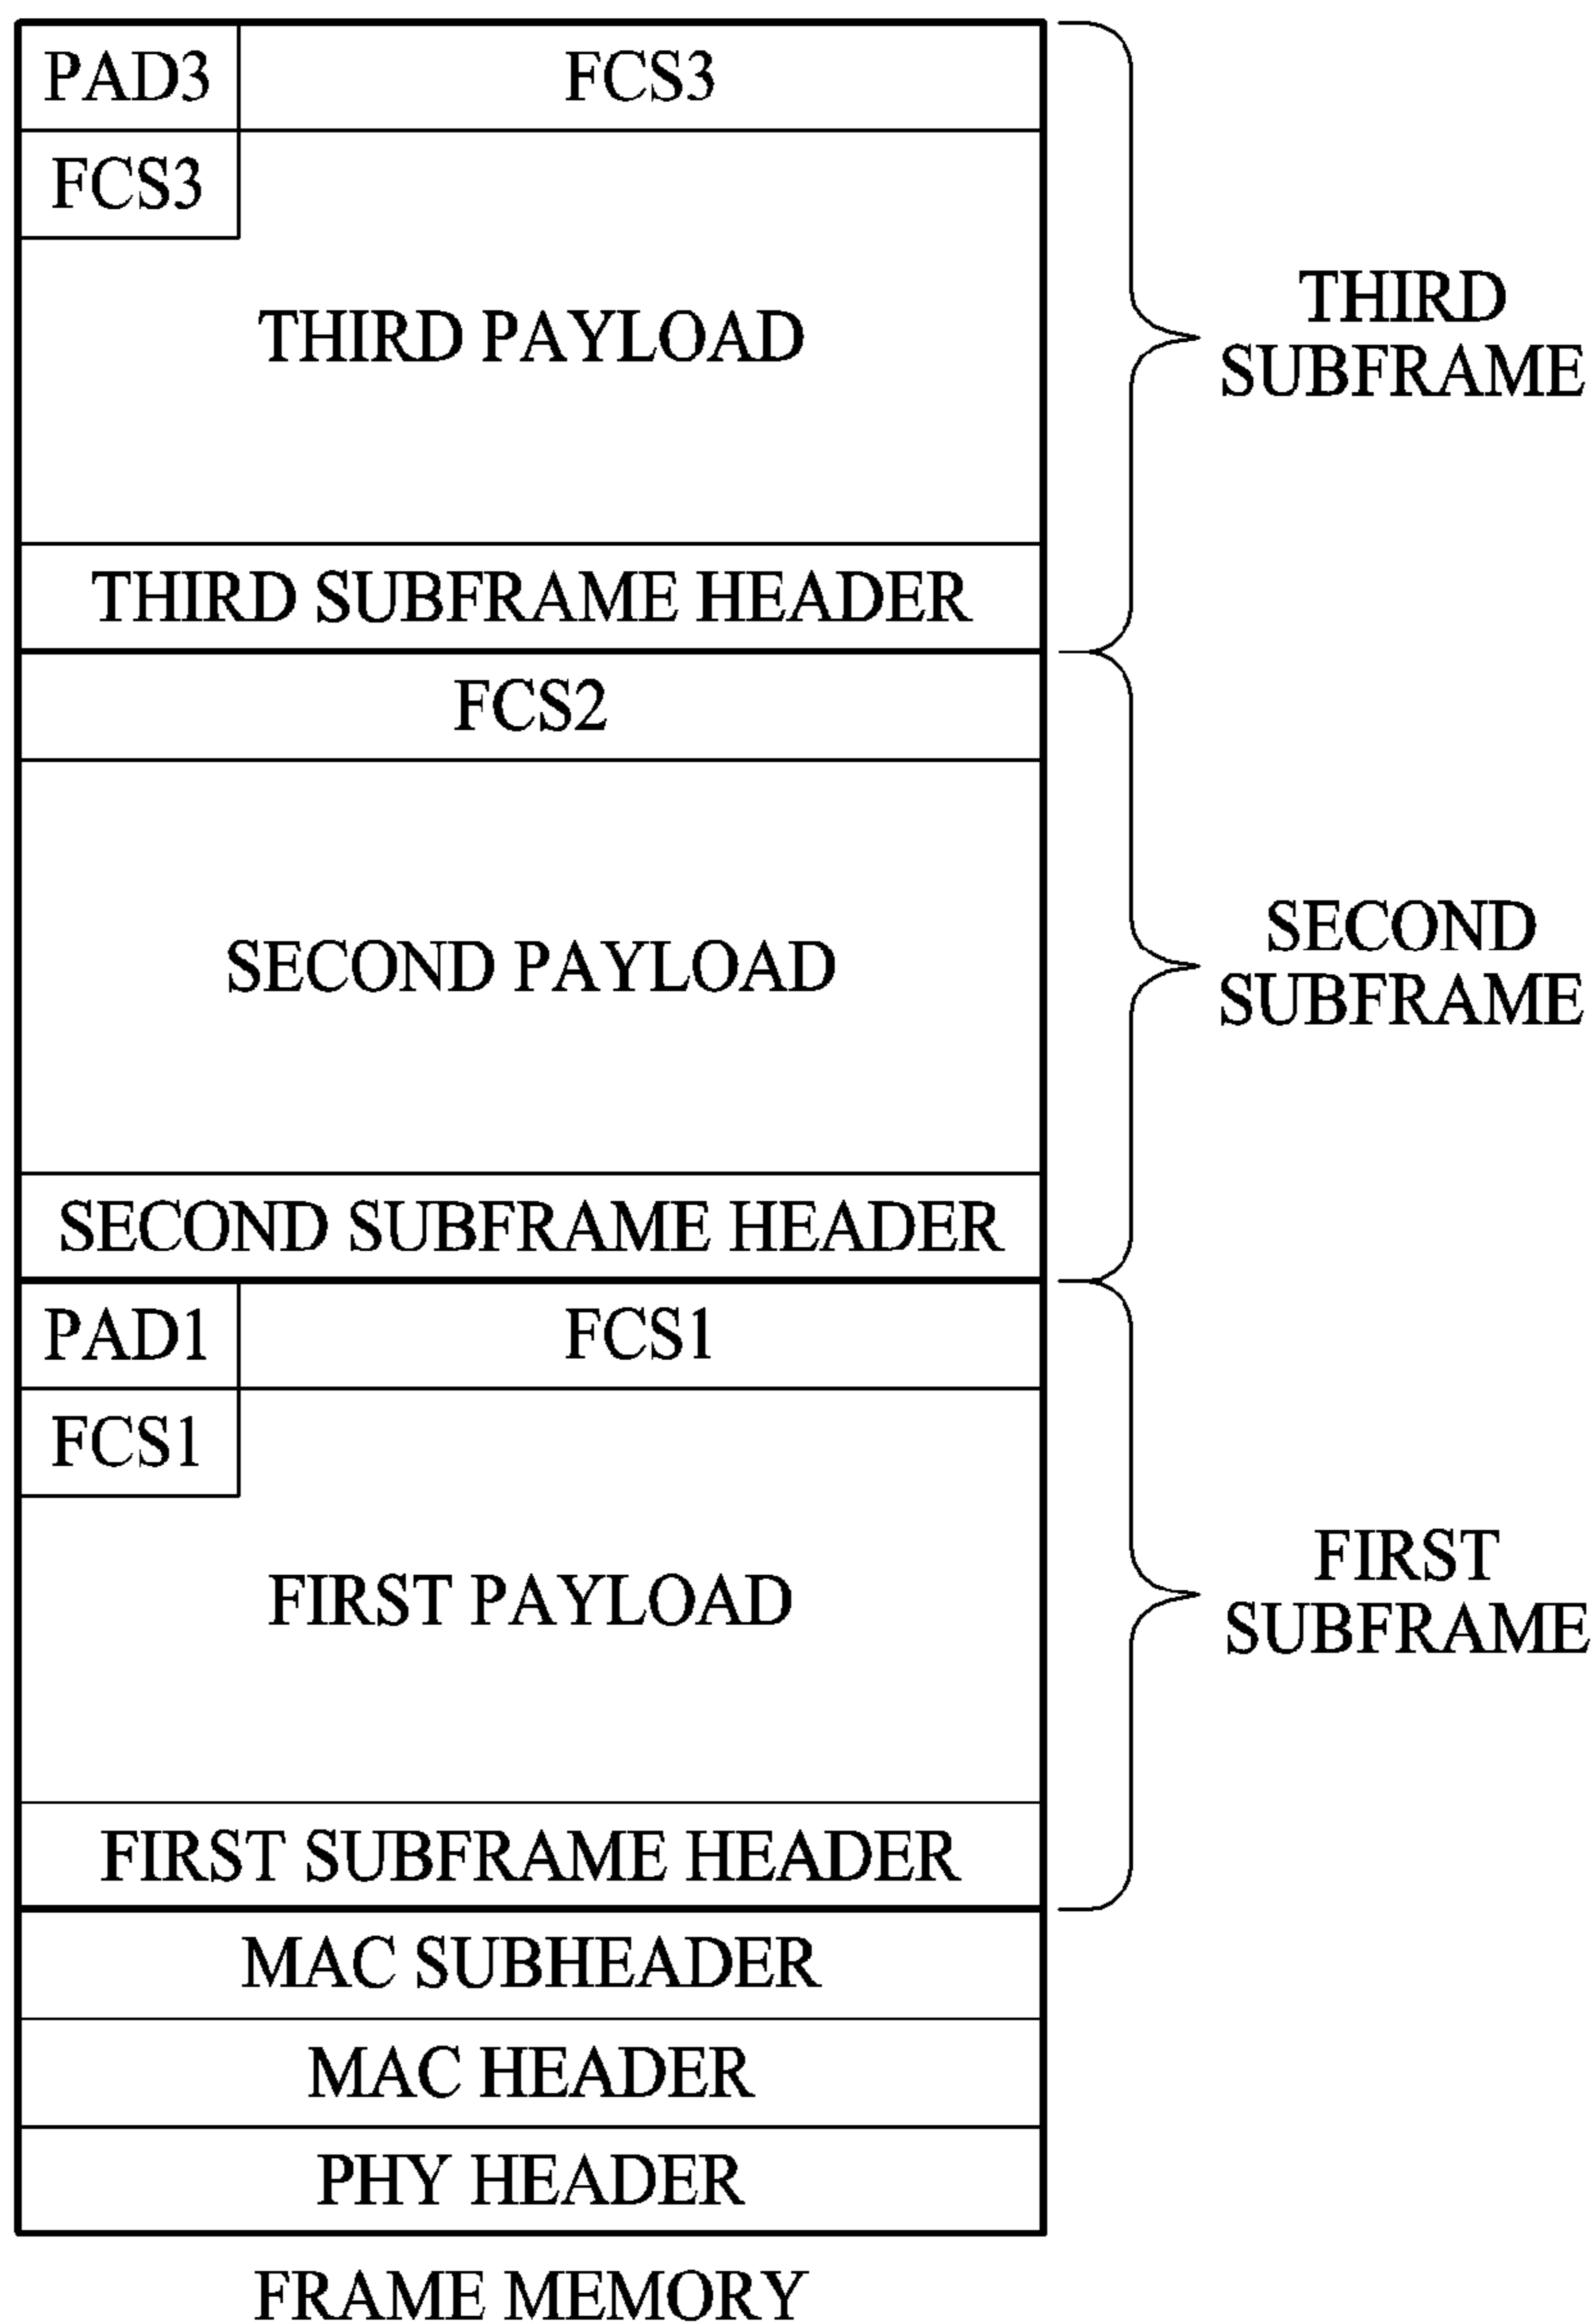 PAD3
FCS3
FCS3
THIRD PAYLOAD
THIRD
SUBFRAME
THIRD SUBFRAME HEADER
FCS2
SECOND PAYLOAD
SECOND
SUBFRAME
SECOND SUBFRAME HEADER
PAD1
FCS1
FCS1
FIRST PAYLOAD
FIRST
SUBFRAME
FIRST SUBFRAME HEADER
MAC SUBHEADER
MAC HEADER
PHY HEADER
FRAME MEMORY